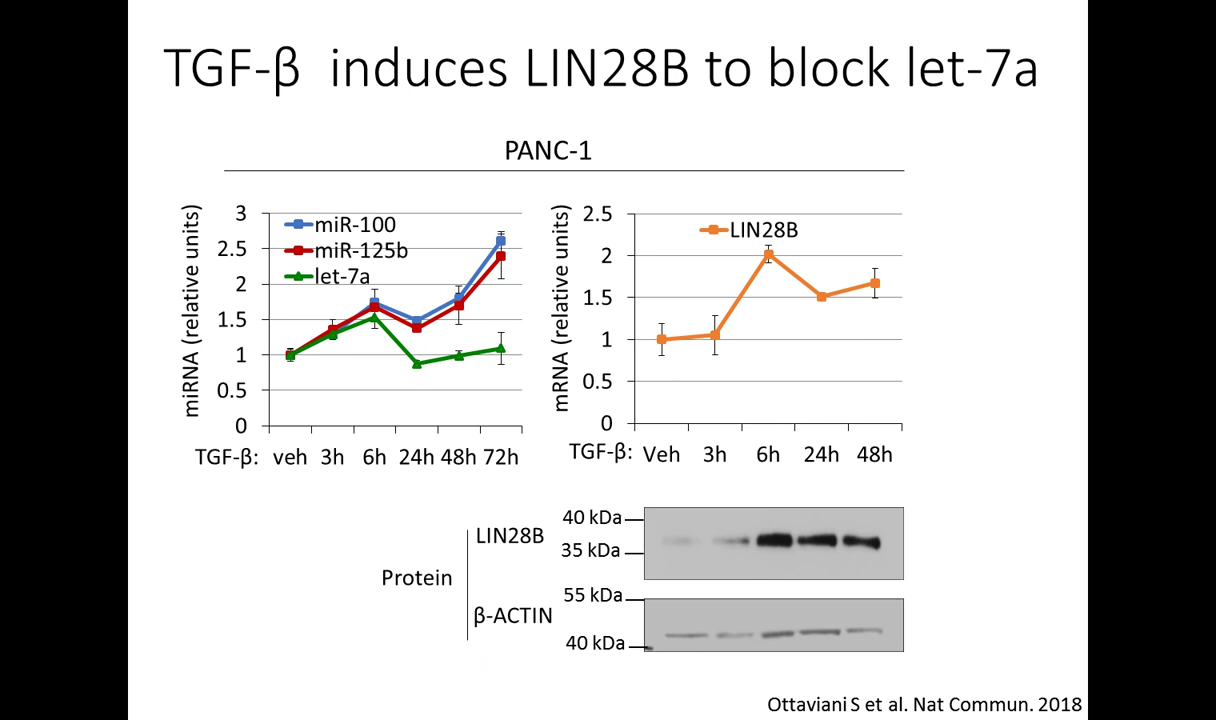 TGF-β induces LIN28B to block let-7a
PANC-1
miRNA (relative units)
3
2.5
2
1.5
1
0.5
0
miR-100
miR-125b
let-7a
TGF-β: veh 3h 6h 24h 48h 72h
mRNA (relative units)
2.5
2
1.5
1
0.5
0
LIN28B
TGF-β: Veh 3h 6h 24h 48h
Protein
LIN28B
40 kDa
35 kDa
β-ACTIN
55 kDa
40 kDa
Ottaviani S et al. Nat Commun. 2018